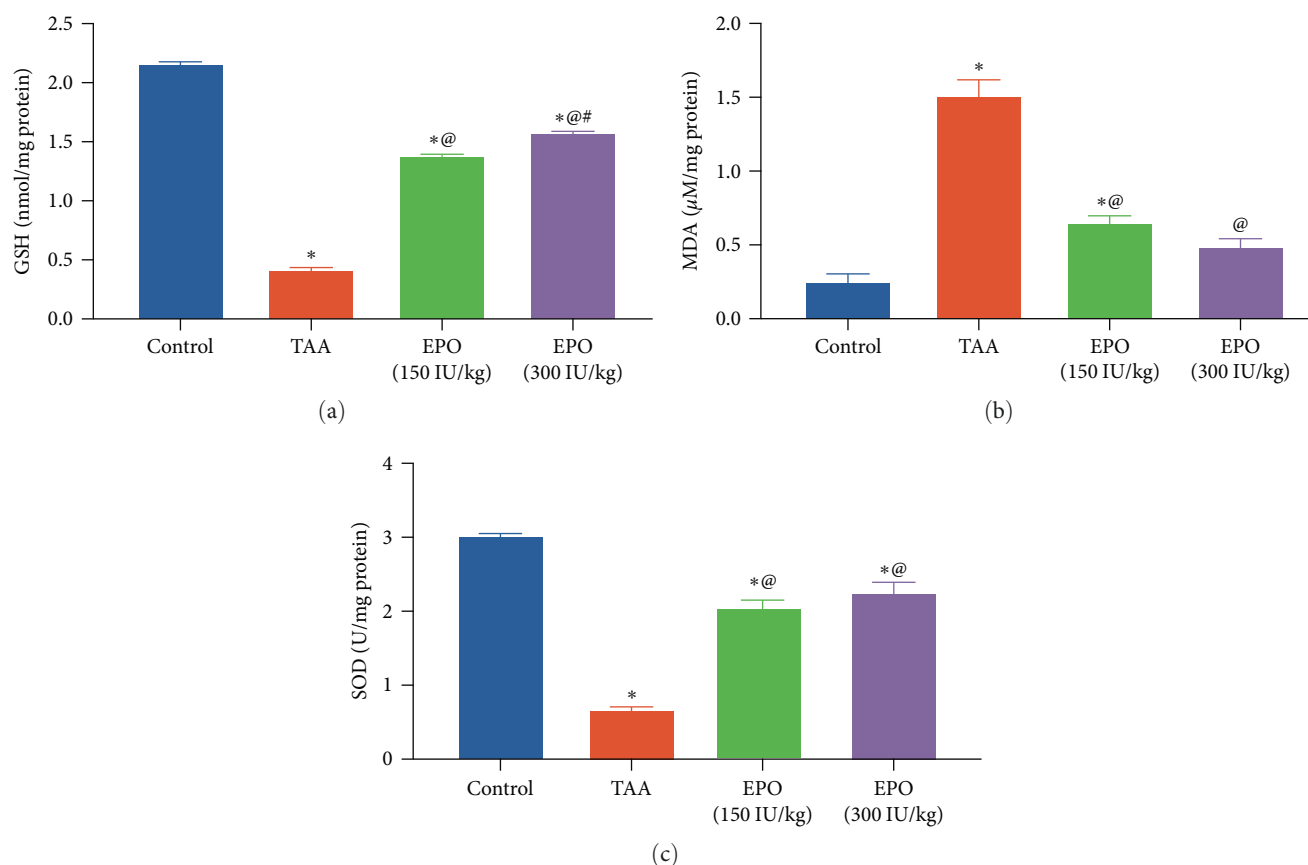 GSH (nmol/mg protein)
2.5
2.0
1.5
1.0
0.5
0.0
*
*@
*@#
Control
TAA
EPO
(150 IU/kg)
EPO
(300 IU/kg)
(a)
MDA (μM/mg protein)
2.0
1.5
1.0
0.5
0.0
*
*@
@
Control
TAA
EPO
(150 IU/kg)
EPO
(300 IU/kg)
(b)
SOD (U/mg protein)
4
3
2
1
0
*
*@
*@
Control
TAA
EPO
(150 IU/kg)
EPO
(300 IU/kg)
(c)